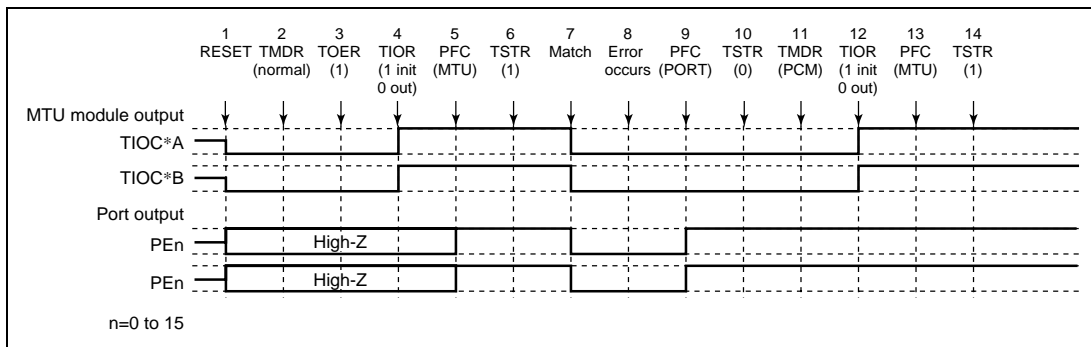 1 2 3 4 5 6 7 8 9 10 11 12 13 14
RESET TMDR TOER TIOR PFC TSTR Match Error PFC TSTR TMDR TIOR PFC TSTR
(normal) (1) (1 init (MTU) (1) occurs (PORT) (0) (PCM) (1 init (MTU) (1)
0 out) 0 out)
MTU module output
TIOC*A
TIOC*B
Port output
PEn High-Z
PEn High-Z
n=0 to 15